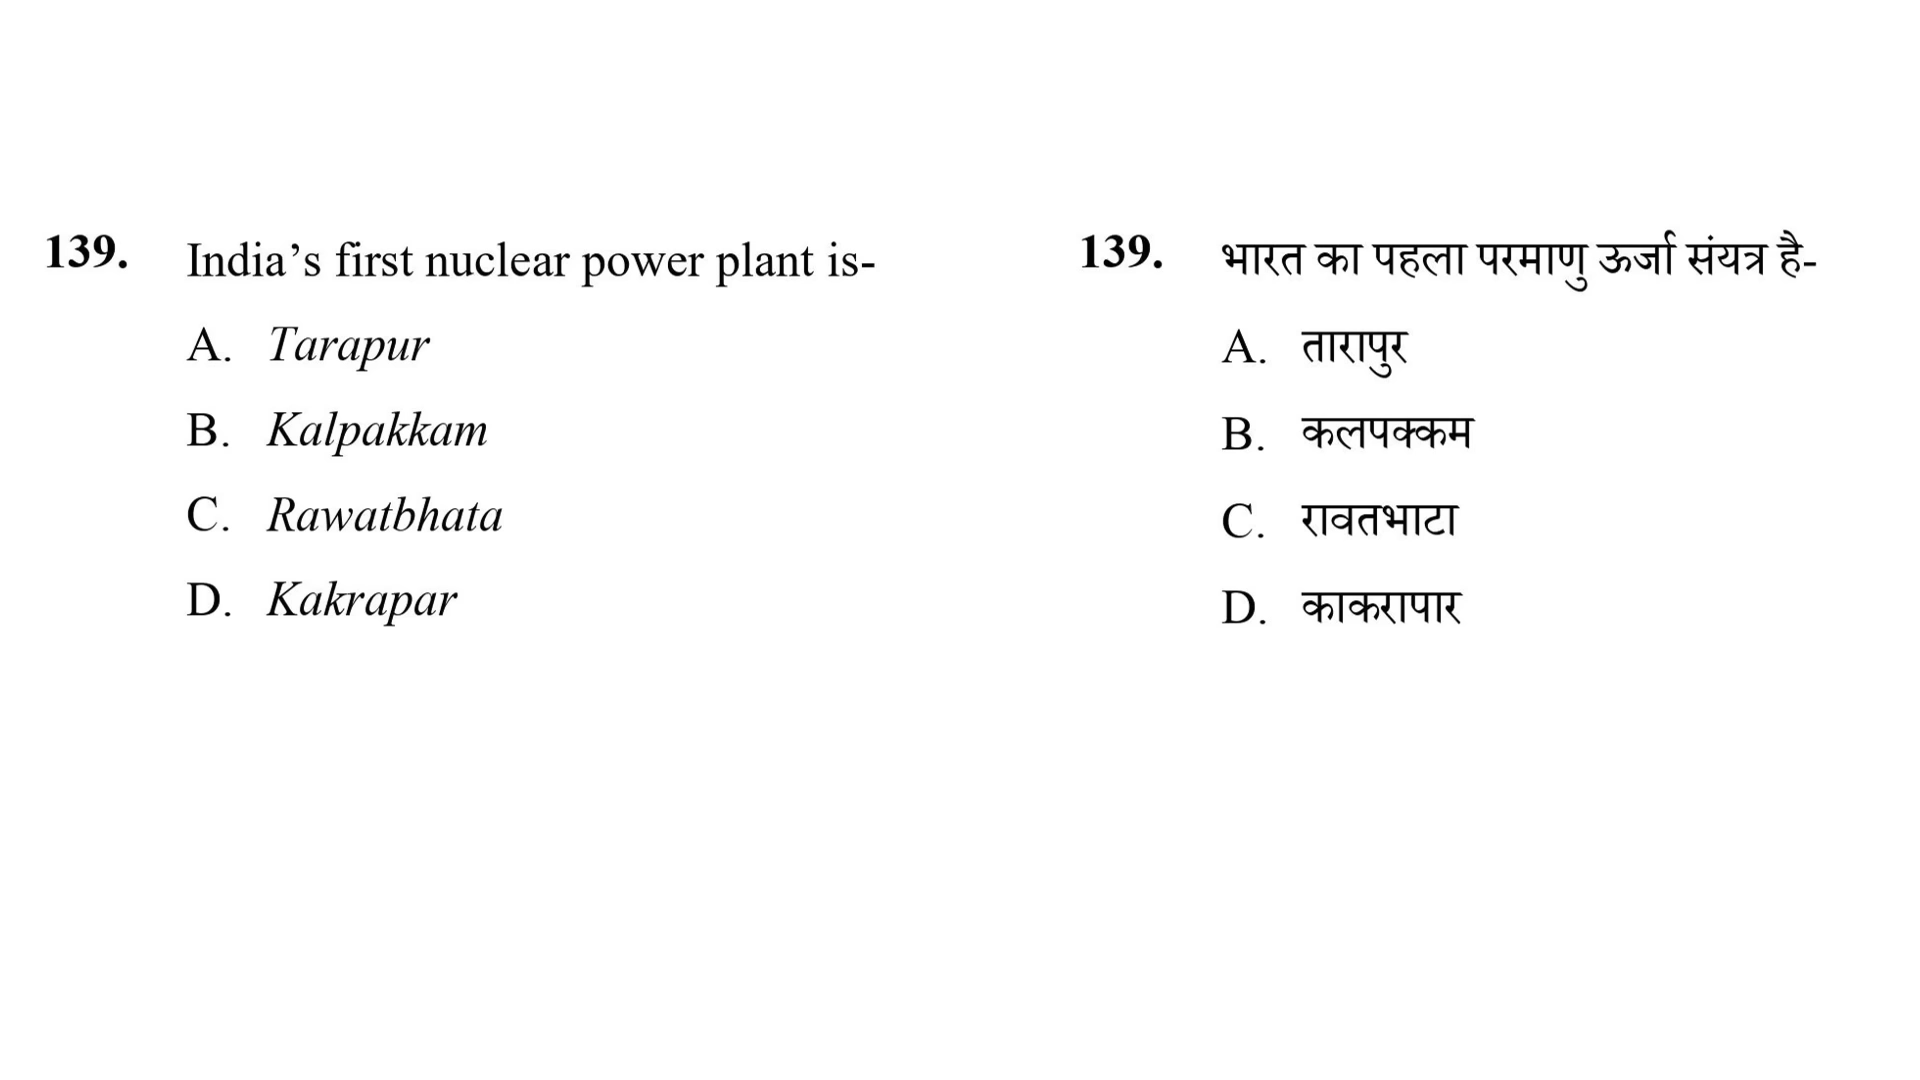 139. India’s first nuclear power plant is-
A. Tarapur
B. Kalpakkam
C. Rawatbhata
D. Kakrapar
139. भारत का पहला परमाणु ऊर्जा संयत्र है-
A. तारापुर
B. कलपक्कम
C. रावतभाटा
D. काकरापार